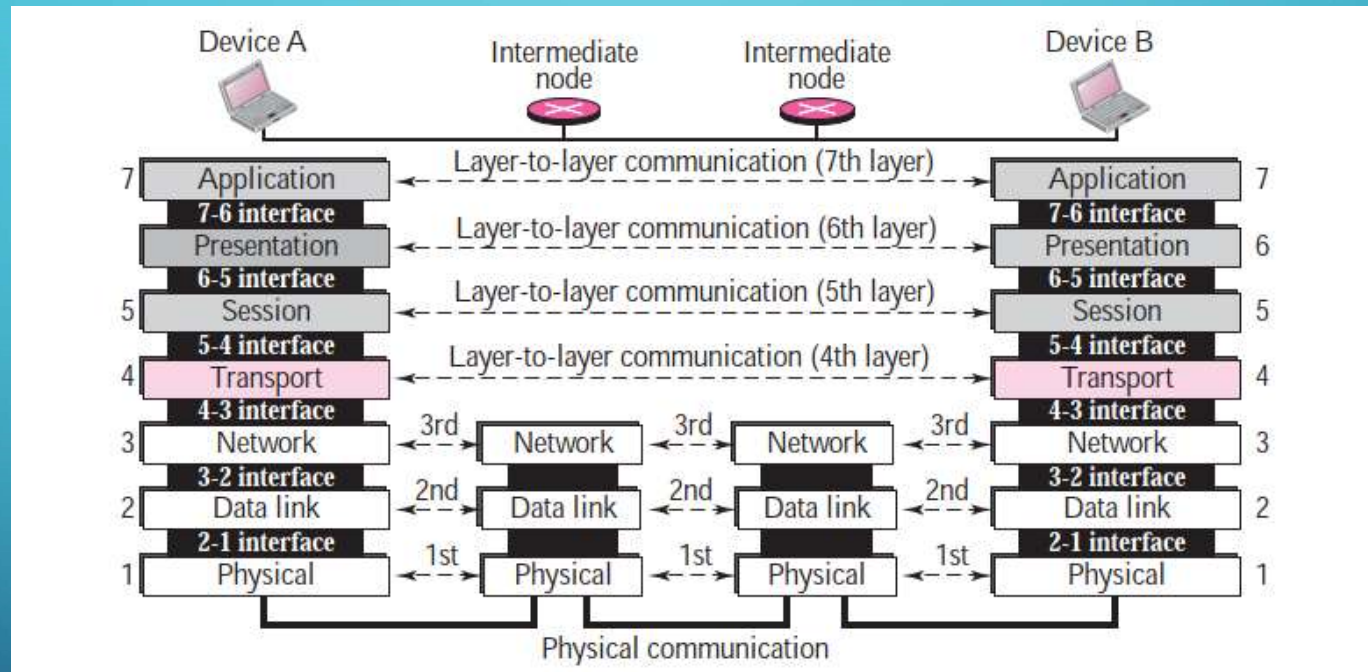 Device A
Intermediate
node
Intermediate
node
Device B
Layer-to-layer communication (7th layer)
7 Application Application 7
7-6 interface 7-6 interface
Layer-to-layer communication (6th layer)
Presentation Presentation 6
6-5 interface 6-5 interface
Layer-to-layer communication (5th layer)
5 Session Session 5
5-4 interface 5-4 interface
Layer-to-layer communication (4th layer)
4 Transport Transport 4
4-3 interface 4-3 interface
3rd 3rd 3rd
3 Network Network Network Network 3
3-2 interface 3-2 interface
2nd 2nd 2nd
2 Data link Data link Data link Data link 2
2-1 interface 2-1 interface
1st 1st 1st
1 Physical Physical Physical Physical 1
Physical communication